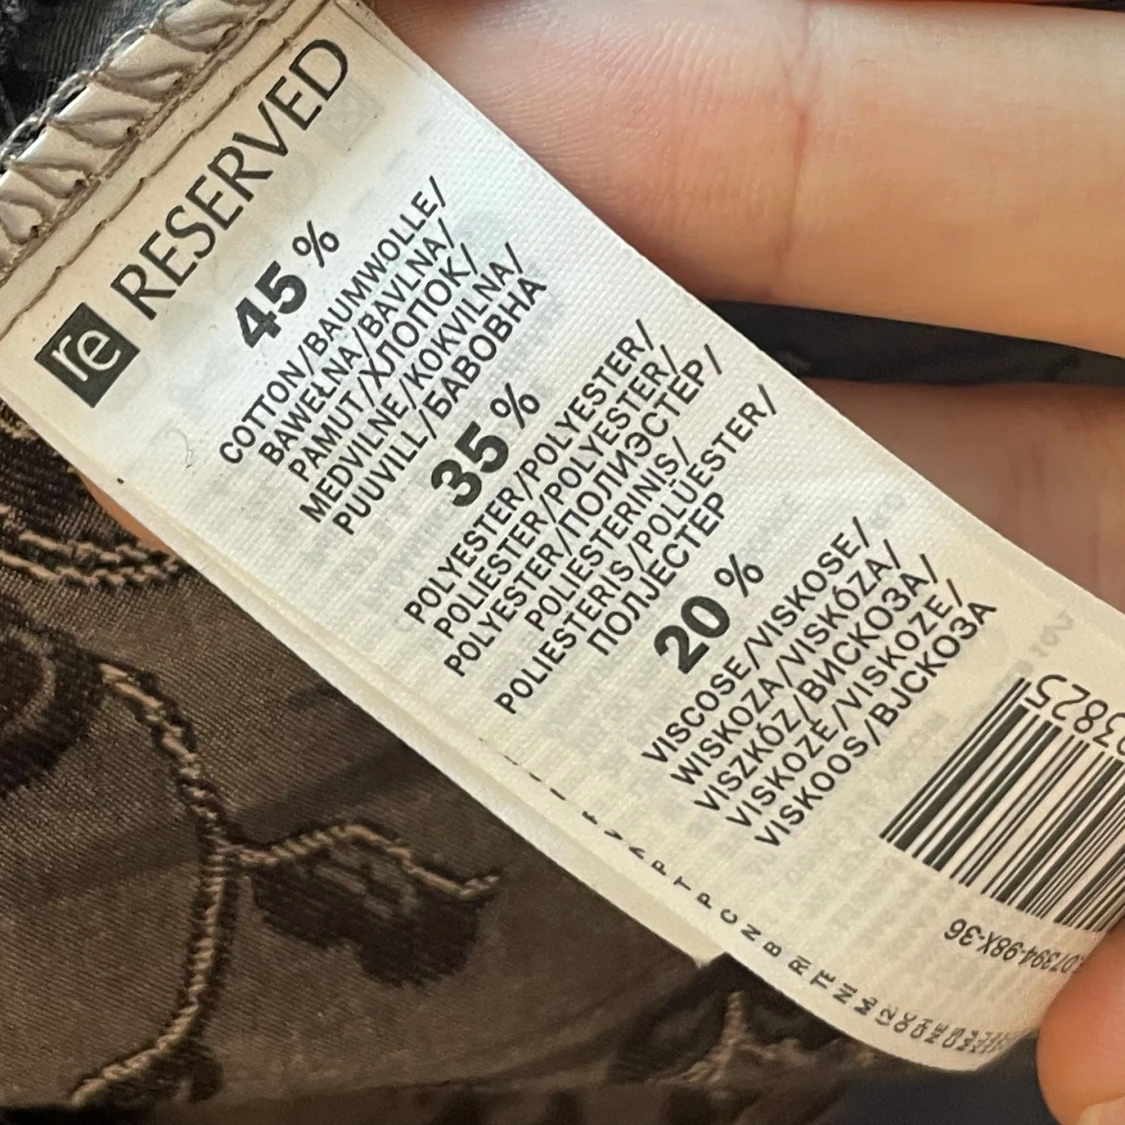 re RESERVED
45 %
COTTON/BAUMWOLLE/
BAWEŁNA/BAVLNA/
PAMUT/ХЛОПОК/
MEDVILNE/KOKVILNA/
PUUVILL/БАВОВНА
35 %
POLYESTER/POLYESTER/
POLIESTER/POLYESTER/
POLYESTER/ПОЛИЭСТЕР/
POLIESTERINIS/
POLIESTERIS/POLÜESTER/
ПОЛІЕСТЕР
20 %
VISCOSE/VISKOSE/
WISKOZA/VISKÓZA/
VISZKÓZ/ВИСКОЗА/
VISKOZĖ/VISKOZE/
VISKOOS/ВІСКОЗА